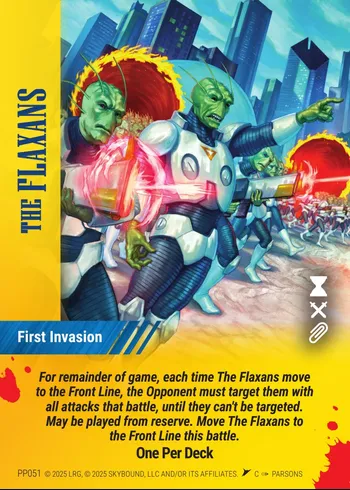 THE FLAXANS
First Invasion
For remainder of game, each time The Flaxans move
to the Front Line, the Opponent must target them with
all attacks that battle, until they can't be targeted.
May be played from reserve. Move The Flaxans to
the Front Line this battle.
One Per Deck
PP051 © 2025 LRG, © 2025 SKYBOUND, LLC AND/OR ITS AFFILIATES. C PARSONS